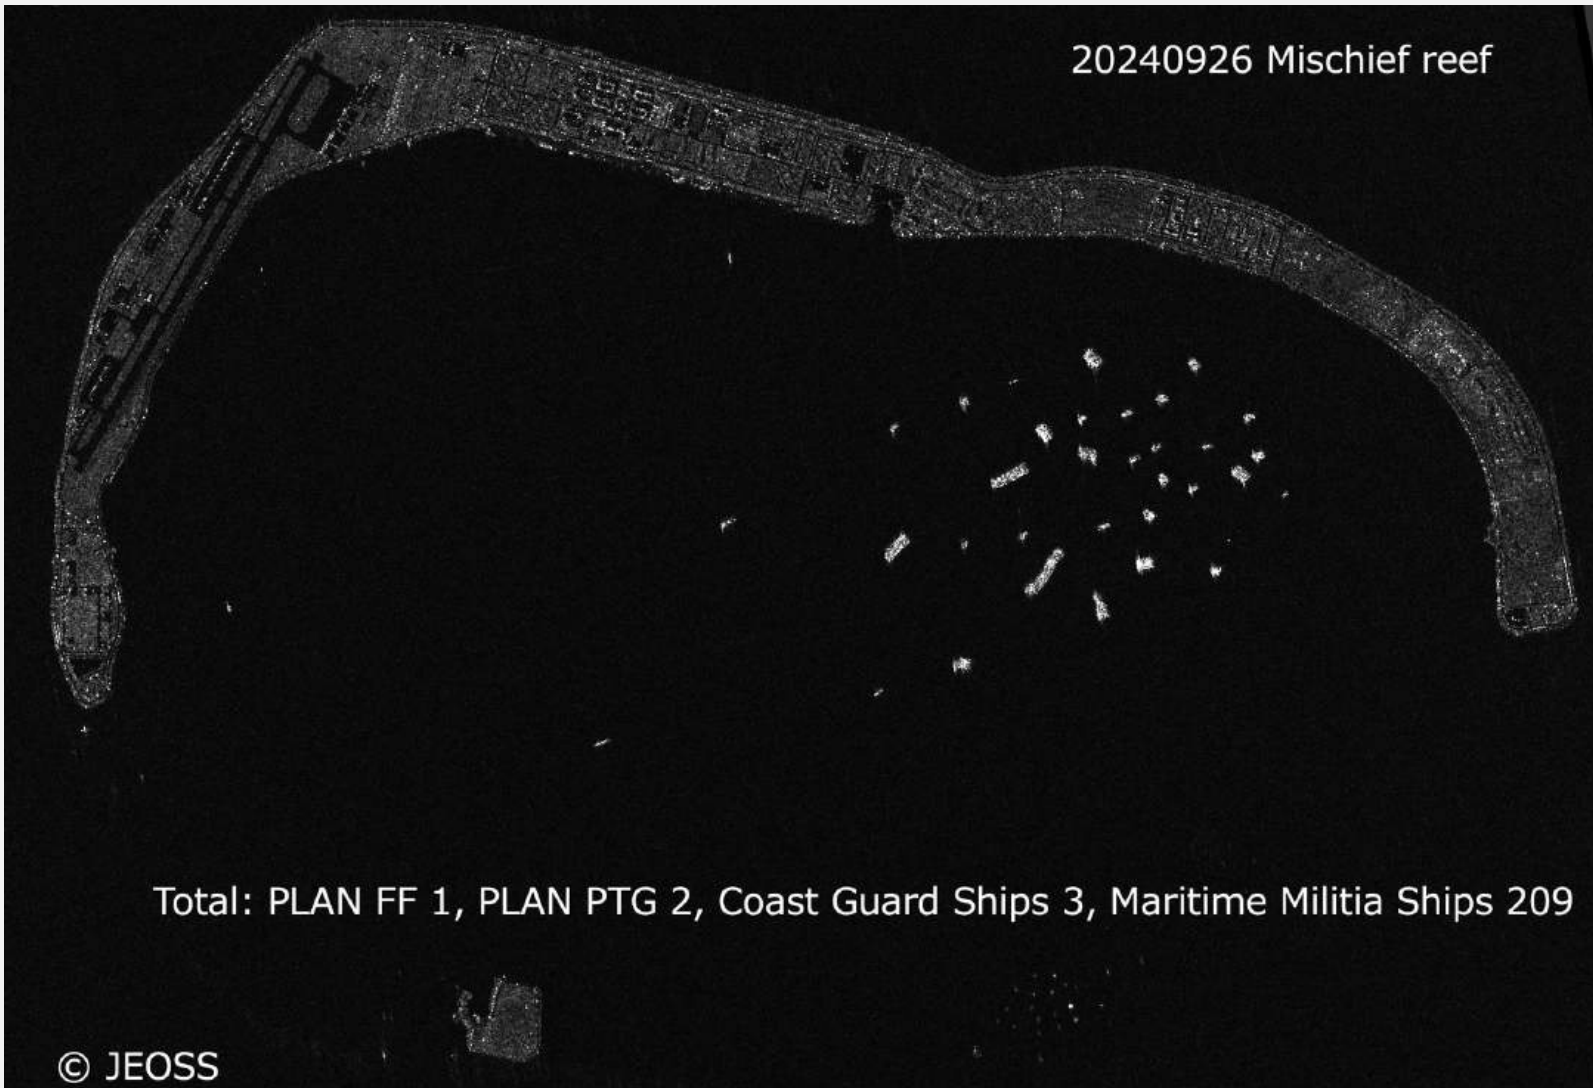 20240926 Mischief reef
Total: PLAN FF 1, PLAN PTG 2, Coast Guard Ships 3, Maritime Militia Ships 209
© JEOSS